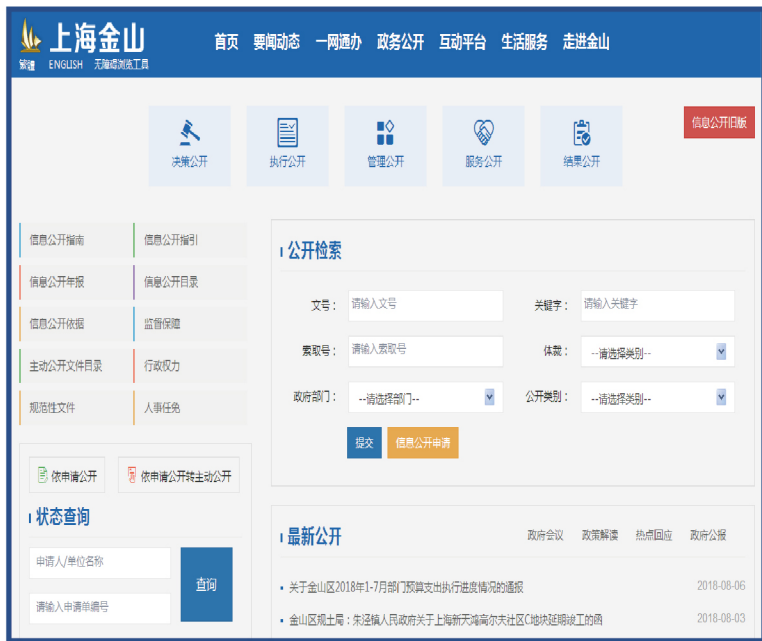 上海金山
首页 要闻动态 一网通办 政务公开 互动平台 生活服务 走进金山
繁體 ENGLISH 无障碍浏览工具
信息公开旧版
决策公开 执行公开 管理公开 服务公开 结果公开
信息公开指南 信息公开指引
信息公开年报 信息公开目录
信息公开依据 监督保障
主动公开文件目录 行政权力
规范性文件 人事任免
依申请公开 依申请公开转主动公开
状态查询
申请人/单位名称
请输入申请单编号
查询
公开检索
文号： 请输入文号 关键字： 请输入关键字
索取号： 请输入索取号 体裁： --请选择类别--
政府部门： --请选择部门-- 公开类别： --请选择类别--
提交 信息公开申请
最新公开 政府会议 政策解读 热点回应 政府公报
关于金山区2018年1-7月部门预算支出执行进度情况的通报 2018-08-06
金山区规土局：朱泾镇人民政府关于上海新天鸿高尔夫社区C地块延期竣工的函 2018-08-03